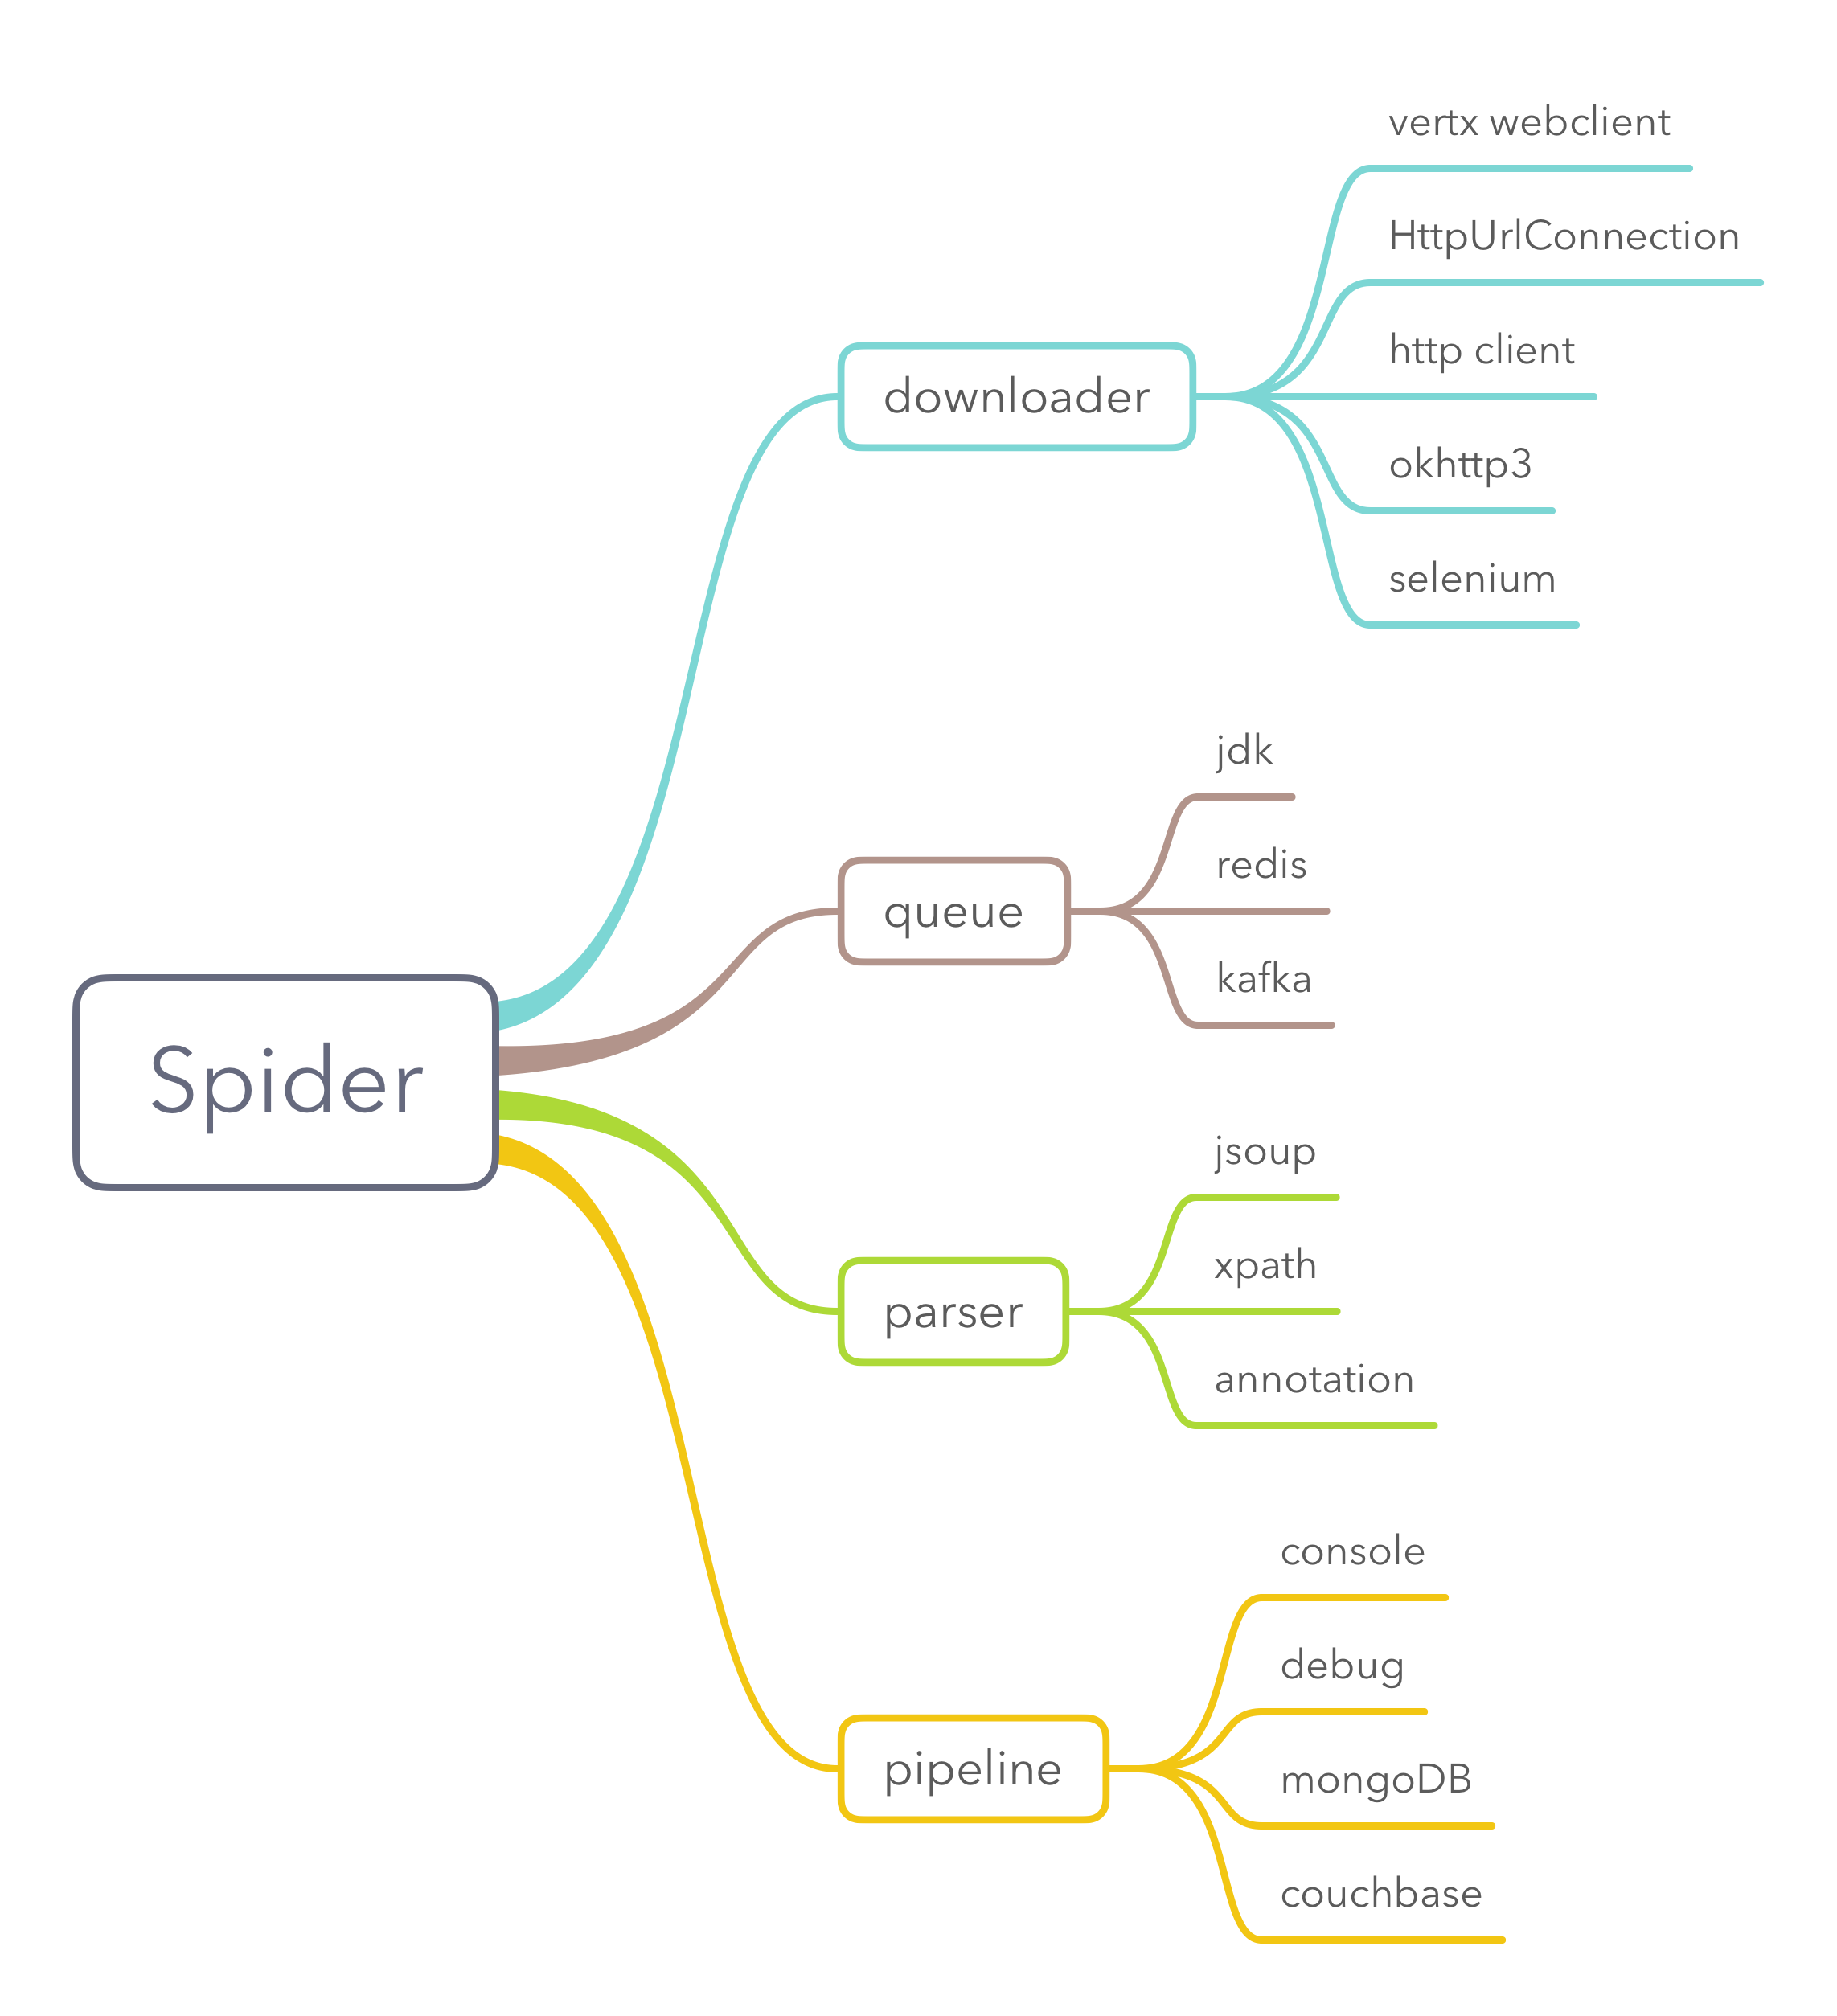 Spider
downloader
vertx webclient
HttpUrlConnection
http client
okhttp3
selenium
queue
jdk
redis
kafka
parser
jsoup
xpath
annotation
pipeline
console
debug
mongoDB
couchbase